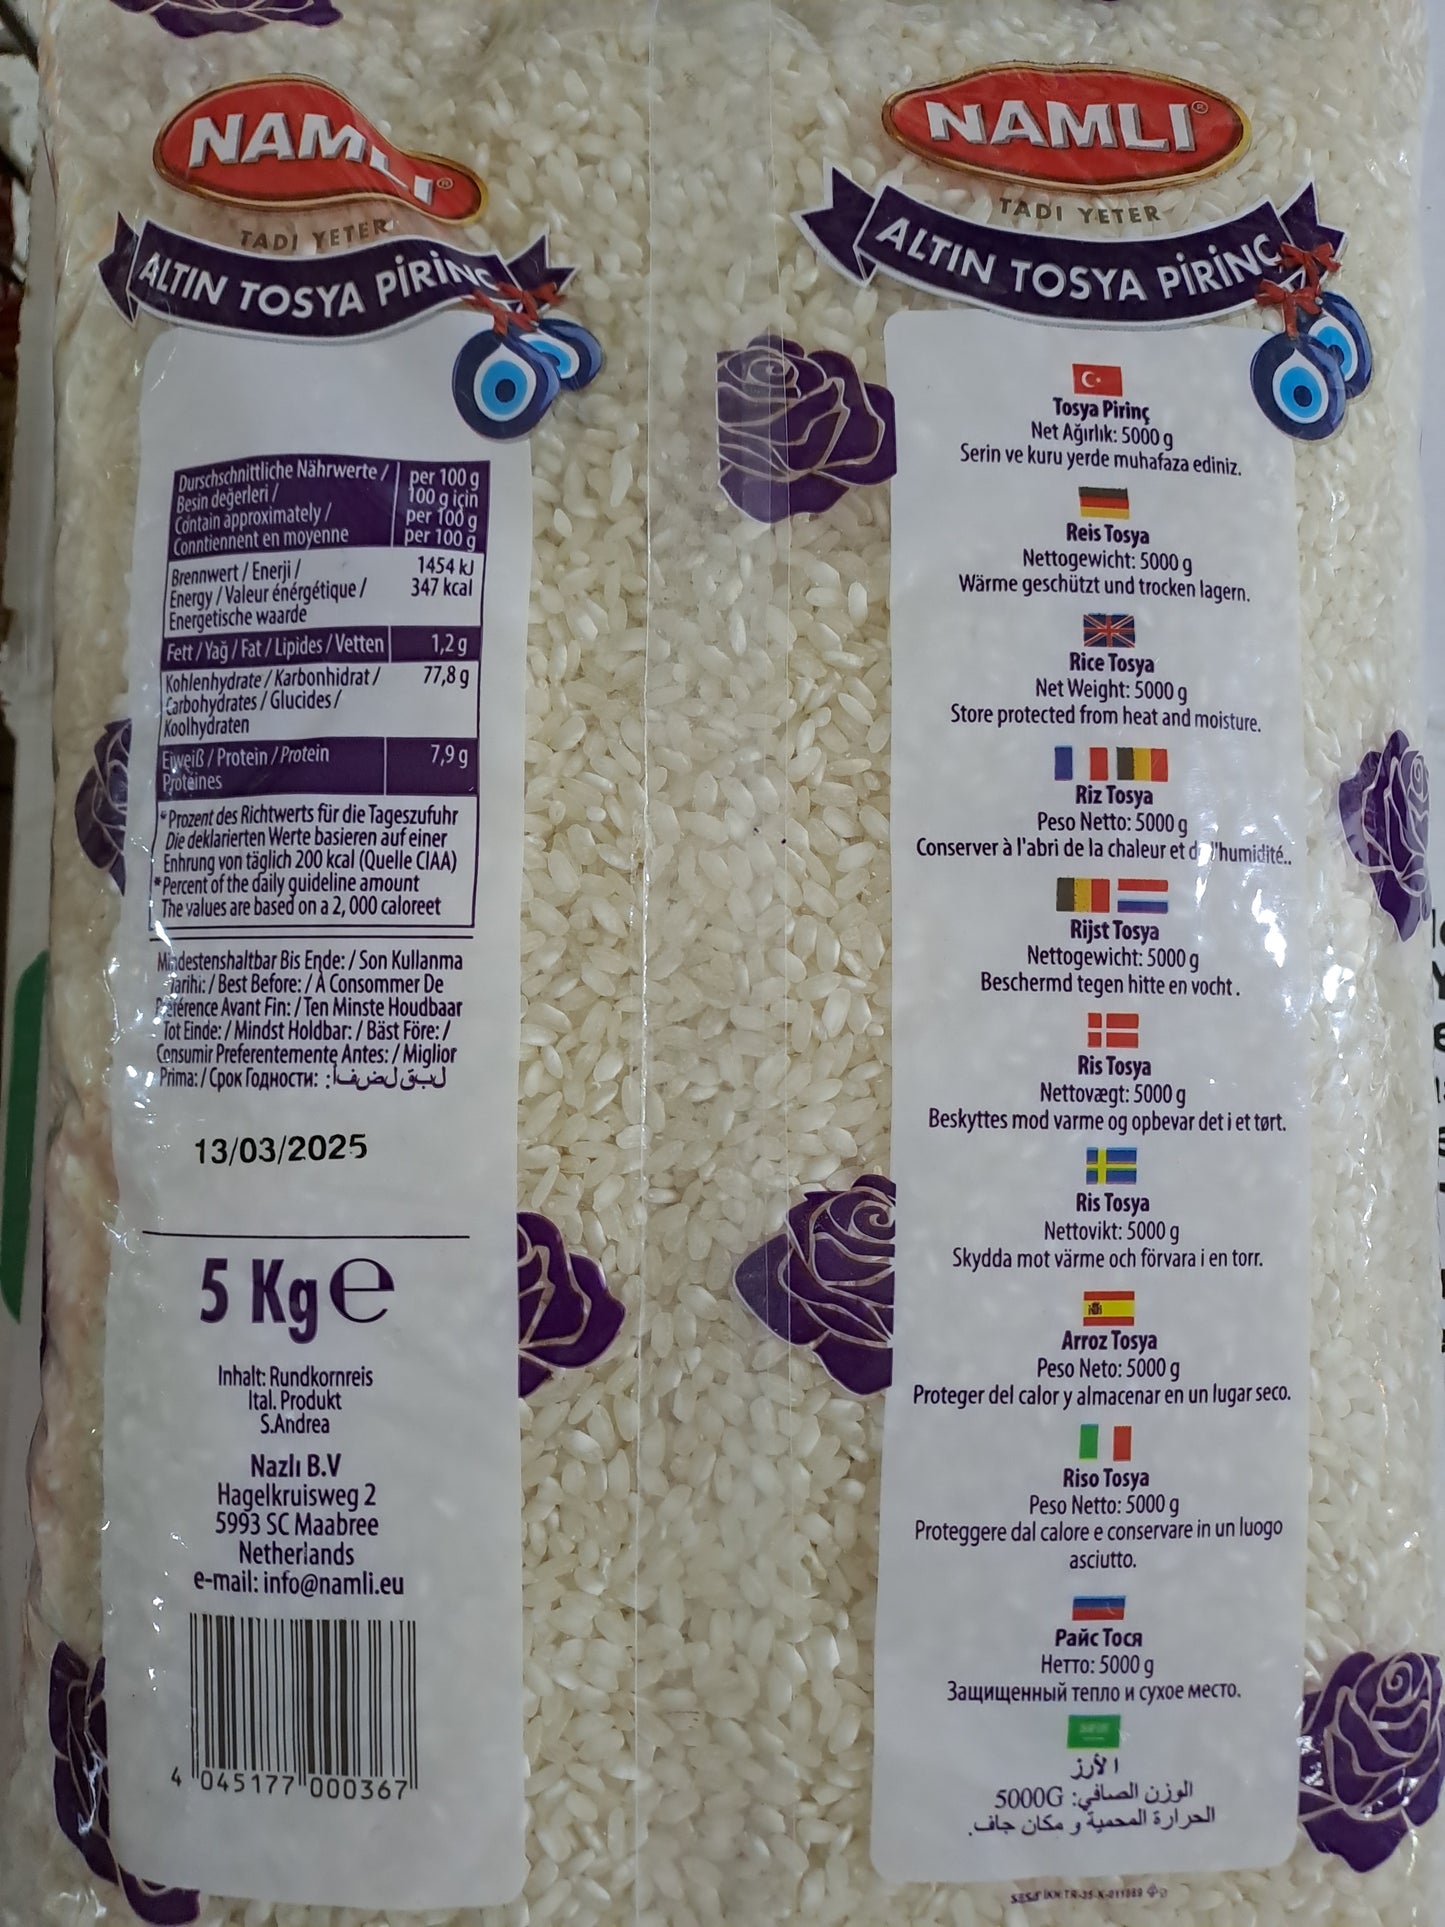 NAMLI®
TADI YETER
ALTIN TOSYA PİRİNÇ
Durschschnittliche Nährwerte / per 100 g
Besin değerleri / 100 g için
Contain approximately / per 100 g
Conntiennent en moyenne per 100 g
Brennwert / Enerji / 1454 kJ
Energy / Valeur énérgétique / 347 kcal
Energetische waarde
Fett / Yağ / Fat / Lipides / Vetten 1,2 g
Kohlenhydrate / Karbonhidrat / 77,8 g
Carbohydrates / Glucides /
Koolhydraten
Eiweiß / Protein / Protein 7,9 g
Protéines
*Prozent des Richtwerts für die Tageszufuhr
Die deklarierten Werte basieren auf einer
Enhrung von täglich 200 kcal (Quelle CIAA)
*Percent of the daily guideline amount
The values are based on a 2, 000 caloreet
Mindestenshaltbar Bis Ende: / Son Kullanma
Tarihi: / Best Before: / À Consommer De
Préférence Avant Fin: / Ten Minste Houdbaar
Tot Einde: / Mindst Holdbar: / Bäst Före: /
Consumir Preferentemente Antes: / Miglior
Prima: / Срок Годности:
13/03/2025
5 Kg ℮
Inhalt: Rundkornreis
Ital. Produkt
S.Andrea
Nazlı B.V
Hagelkruisweg 2
5993 SC Maabree
Netherlands
e-mail: info@namli.eu
4 045177 000367
NAMLI®
TADI YETER
ALTIN TOSYA PİRİNÇ
Tosya Pirinç
Net Ağırlık: 5000 g
Serin ve kuru yerde muhafaza ediniz.
Reis Tosya
Nettogewicht: 5000 g
Wärme geschützt und trocken lagern.
Rice Tosya
Net Weight: 5000 g
Store protected from heat and moisture.
Riz Tosya
Peso Netto: 5000 g
Conserver à l'abri de la chaleur et de l'humidité..
Rijst Tosya
Nettogewicht: 5000 g
Beschermd tegen hitte en vocht.
Ris Tosya
Nettovægt: 5000 g
Beskyttes mod varme og opbevar det i et tørt.
Ris Tosya
Nettovikt: 5000 g
Skydda mot värme och förvara i en torr.
Arroz Tosya
Peso Neto: 5000 g
Proteger del calor y almacenar en un lugar seco.
Riso Tosya
Peso Netto: 5000 g
Proteggere dal calore e conservare in un luogo
asciutto.
Райс Тося
Нетто: 5000 g
Защищенный тепло и сухое место.
الأرز
الوزن الصافي: 5000G
الحرارة المحمية و مكان جاف.